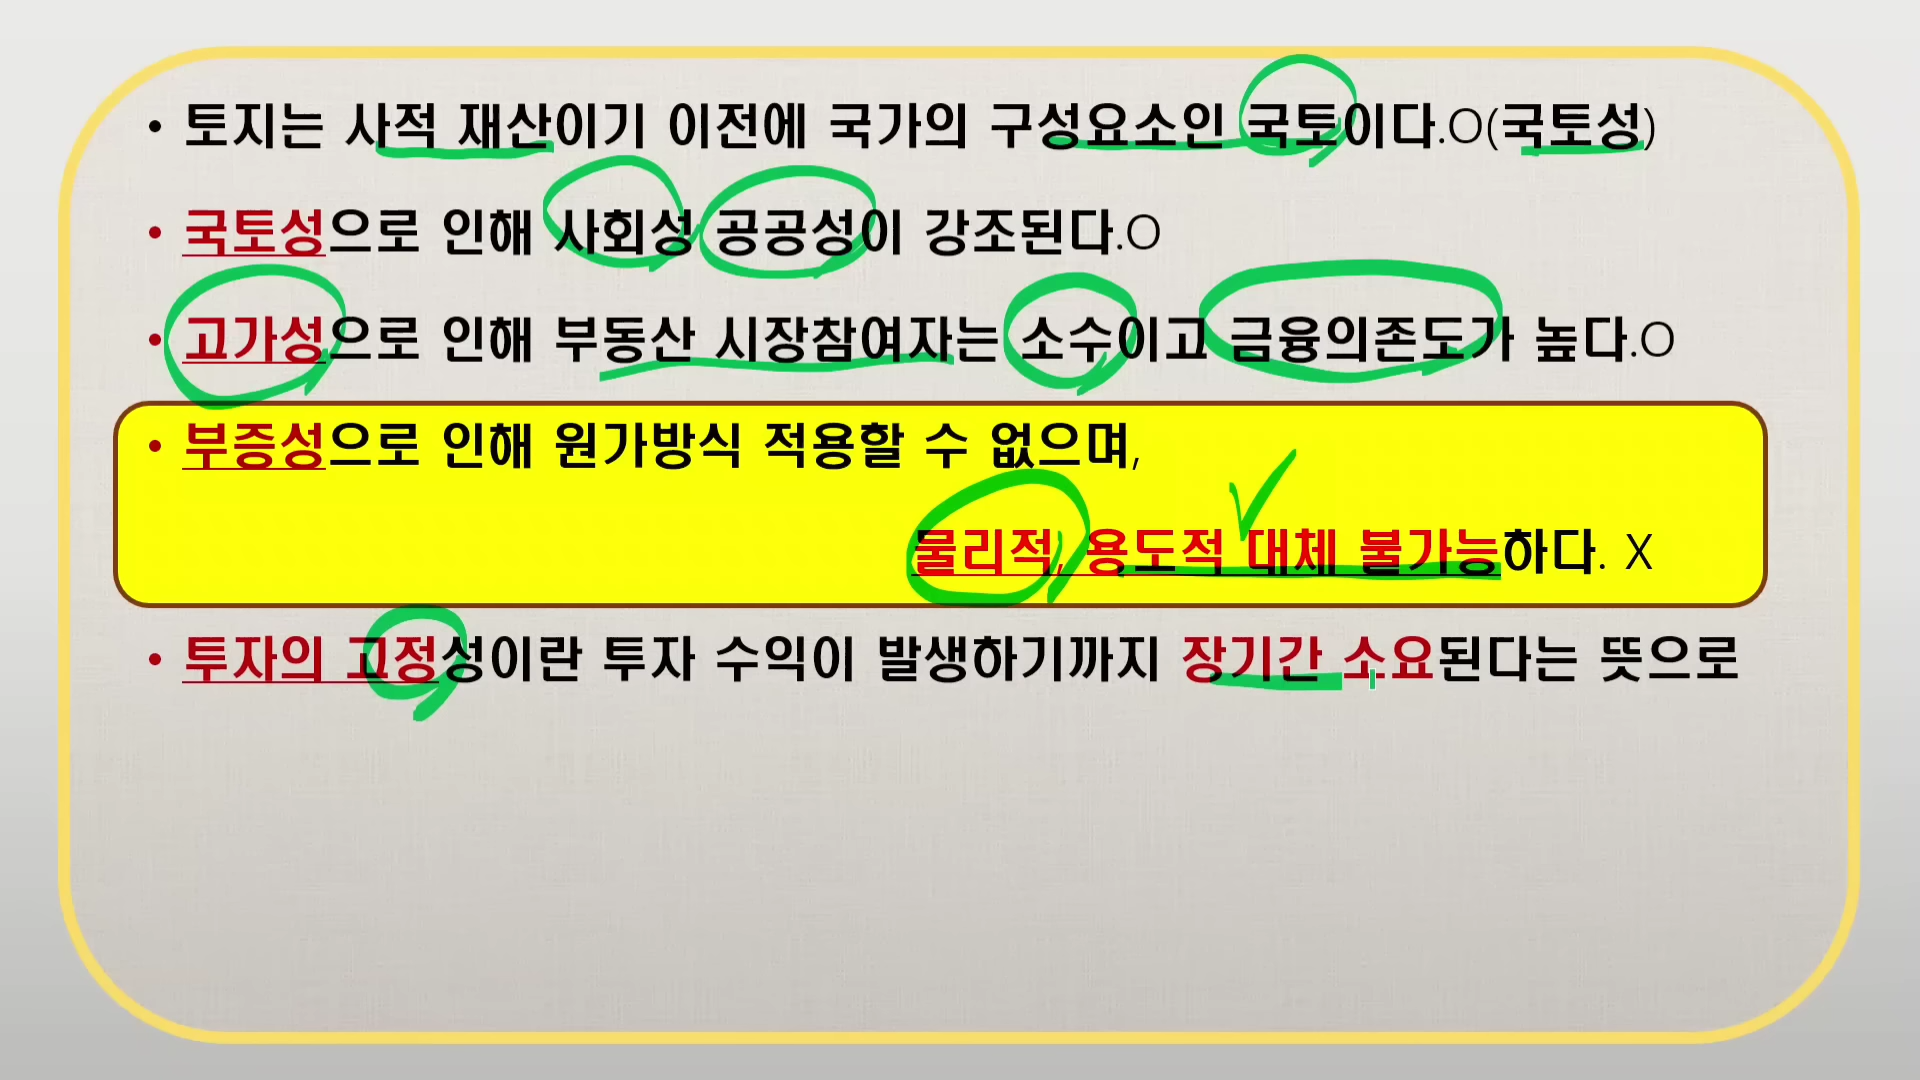 • 토지는 사적 재산이기 이전에 국가의 구성요소인 국토이다.O(국토성)
• 국토성으로 인해 사회성 공공성이 강조된다.O
• 고가성으로 인해 부동산 시장참여자는 소수이고 금융의존도가 높다.O
• 부증성으로 인해 원가방식 적용할 수 없으며,
물리적, 용도적 대체 불가능하다. X
• 투자의 고정성이란 투자 수익이 발생하기까지 장기간 소요된다는 뜻으로